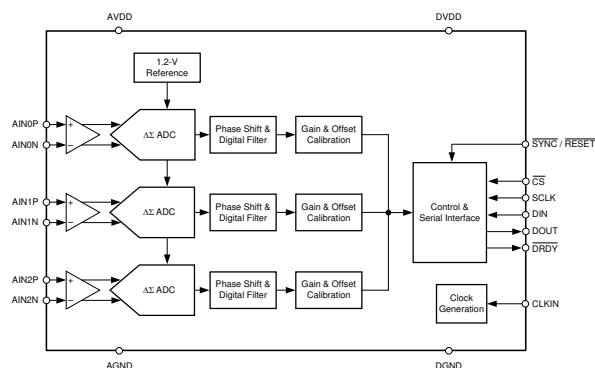 AVDD
DVDD
1.2-V
Reference
AIN0P
AIN0N
+
−
ΔΣ ADC
Phase Shift &
Digital Filter
Gain & Offset
Calibration
SYNC / RESET
AIN1P
AIN1N
+
−
ΔΣ ADC
Phase Shift &
Digital Filter
Gain & Offset
Calibration
Control &
Serial Interface
CS
SCLK
DIN
DOUT
DRDY
AIN2P
AIN2N
+
−
ΔΣ ADC
Phase Shift &
Digital Filter
Gain & Offset
Calibration
Clock
Generation
CLKIN
AGND
DGND